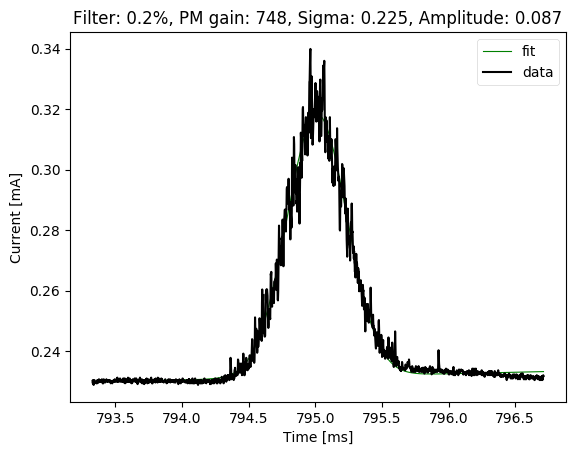 Filter: 0.2%, PM gain: 748, Sigma: 0.225, Amplitude: 0.087
fit
data
Current [mA]
0.34
0.32
0.30
0.28
0.26
0.24
793.5 794.0 794.5 795.0 795.5 796.0 796.5
Time [ms]